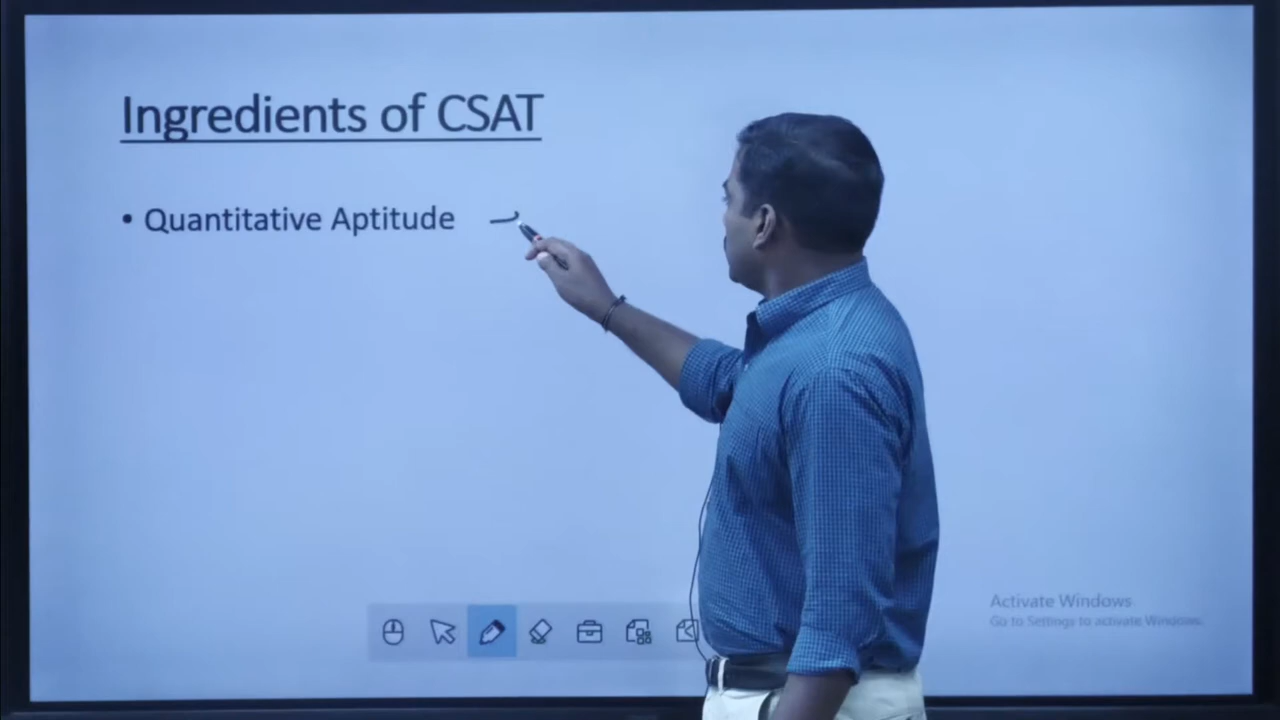 Ingredients of CSAT
• Quantitative Aptitude
Activate Windows
Go to Settings to activate Windows.